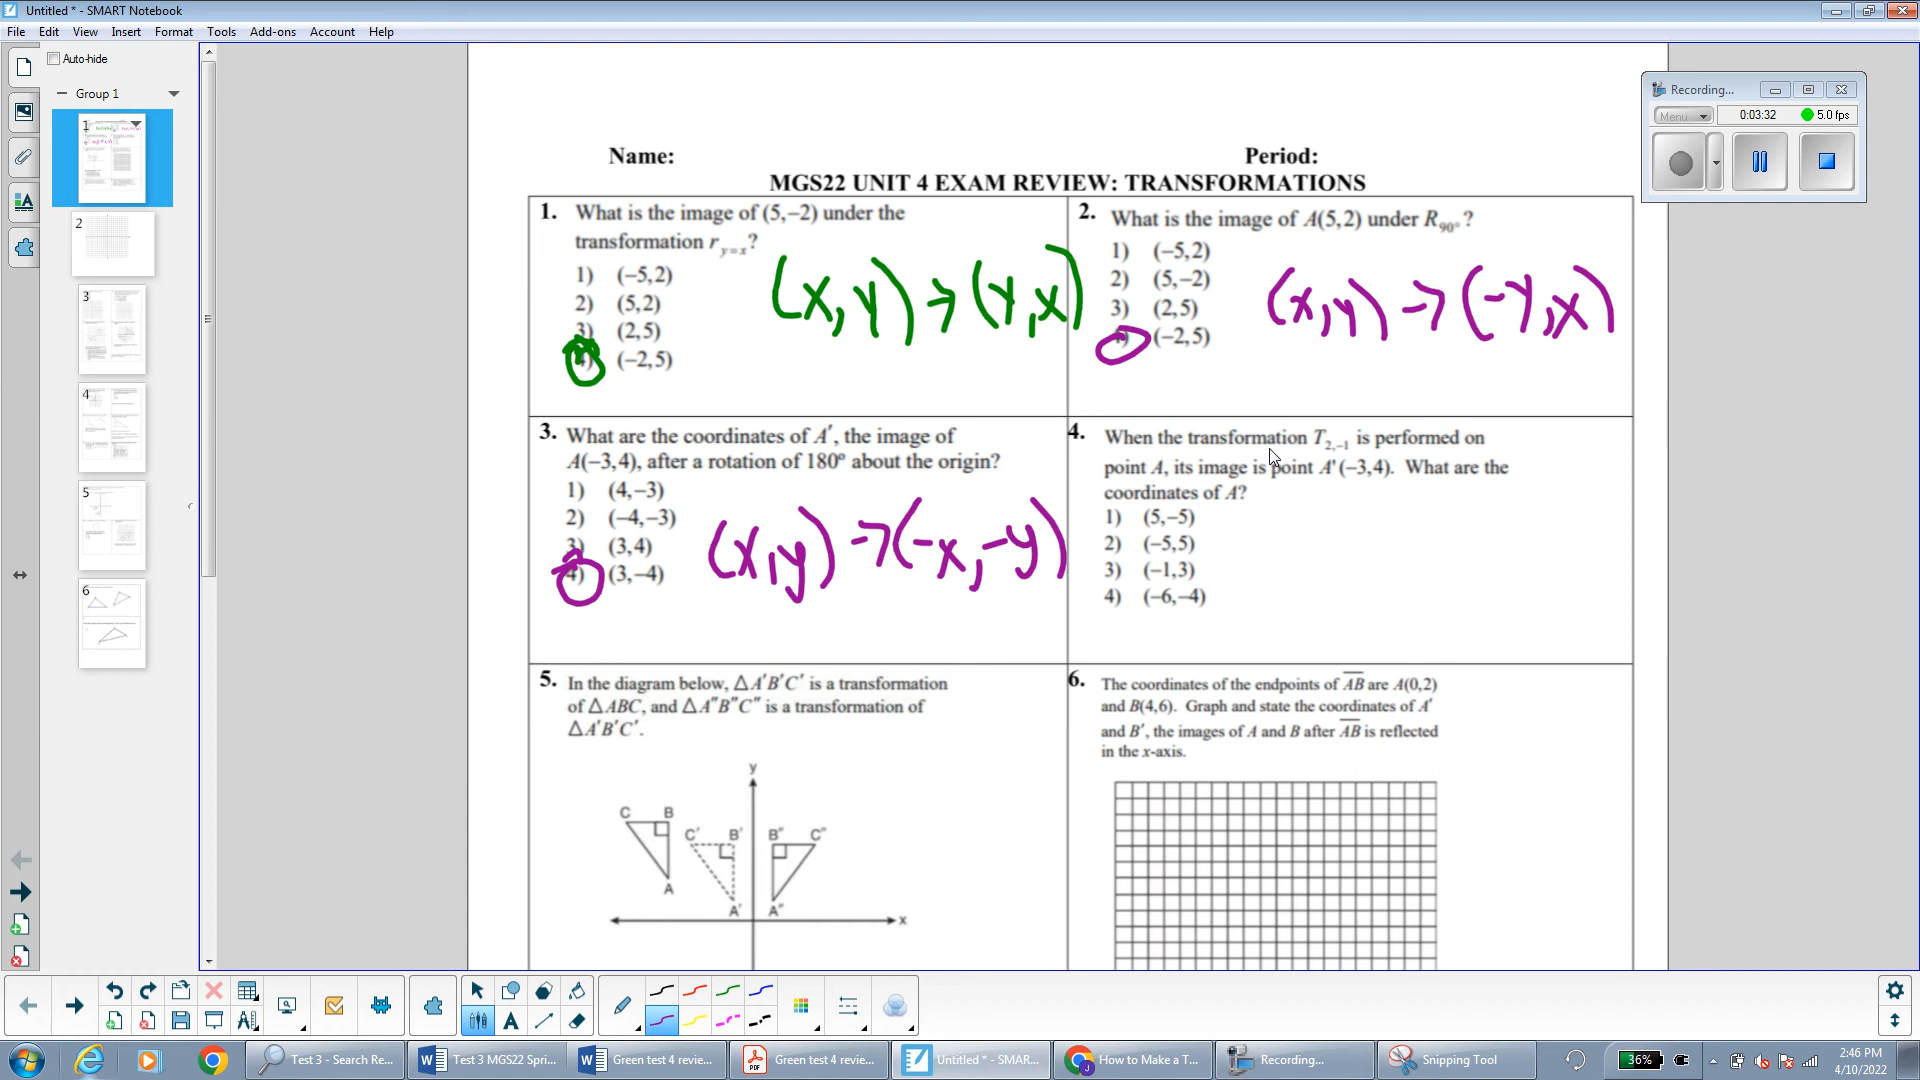 Untitled * - SMART Notebook
File Edit View Insert Format Tools Add-ons Account Help
Auto-hide
Group 1
1
2
3
4
5
6
Recording...
Menu
0:03:32
5.0 fps
Name: Period:
MGS22 UNIT 4 EXAM REVIEW: TRANSFORMATIONS
1. What is the image of (5,−2) under the
transformation r y=x?
1) (−5,2)
2) (5,2)
3) (2,5)
4) (−2,5)
(x,y) → (y,x)
2. What is the image of A(5,2) under R90°?
1) (−5,2)
2) (5,−2)
3) (2,5)
4) (−2,5)
(x,y) → (−y,x)
3. What are the coordinates of A′, the image of
A(−3,4), after a rotation of 180° about the origin?
1) (4,−3)
2) (−4,−3)
3) (3,4)
4) (3,−4)
(x,y) → (−x,−y)
4. When the transformation T2,−1 is performed on
point A, its image is point A′(−3,4). What are the
coordinates of A?
1) (5,−5)
2) (−5,5)
3) (−1,3)
4) (−6,−4)
5. In the diagram below, △A′B′C′ is a transformation
of △ABC, and △A″B″C″ is a transformation of
△A′B′C′.
y
C B
C′ B′ B″ C″
A
A′ A″
x
6. The coordinates of the endpoints of AB are A(0,2)
and B(4,6). Graph and state the coordinates of A′
and B′, the images of A and B after AB is reflected
in the x-axis.
Test 3 - Search Re...
Test 3 MGS22 Spri...
Green test 4 revie...
Green test 4 revie...
Untitled * - SMAR...
How to Make a T...
Recording...
Snipping Tool
36%
2:46 PM
4/10/2022